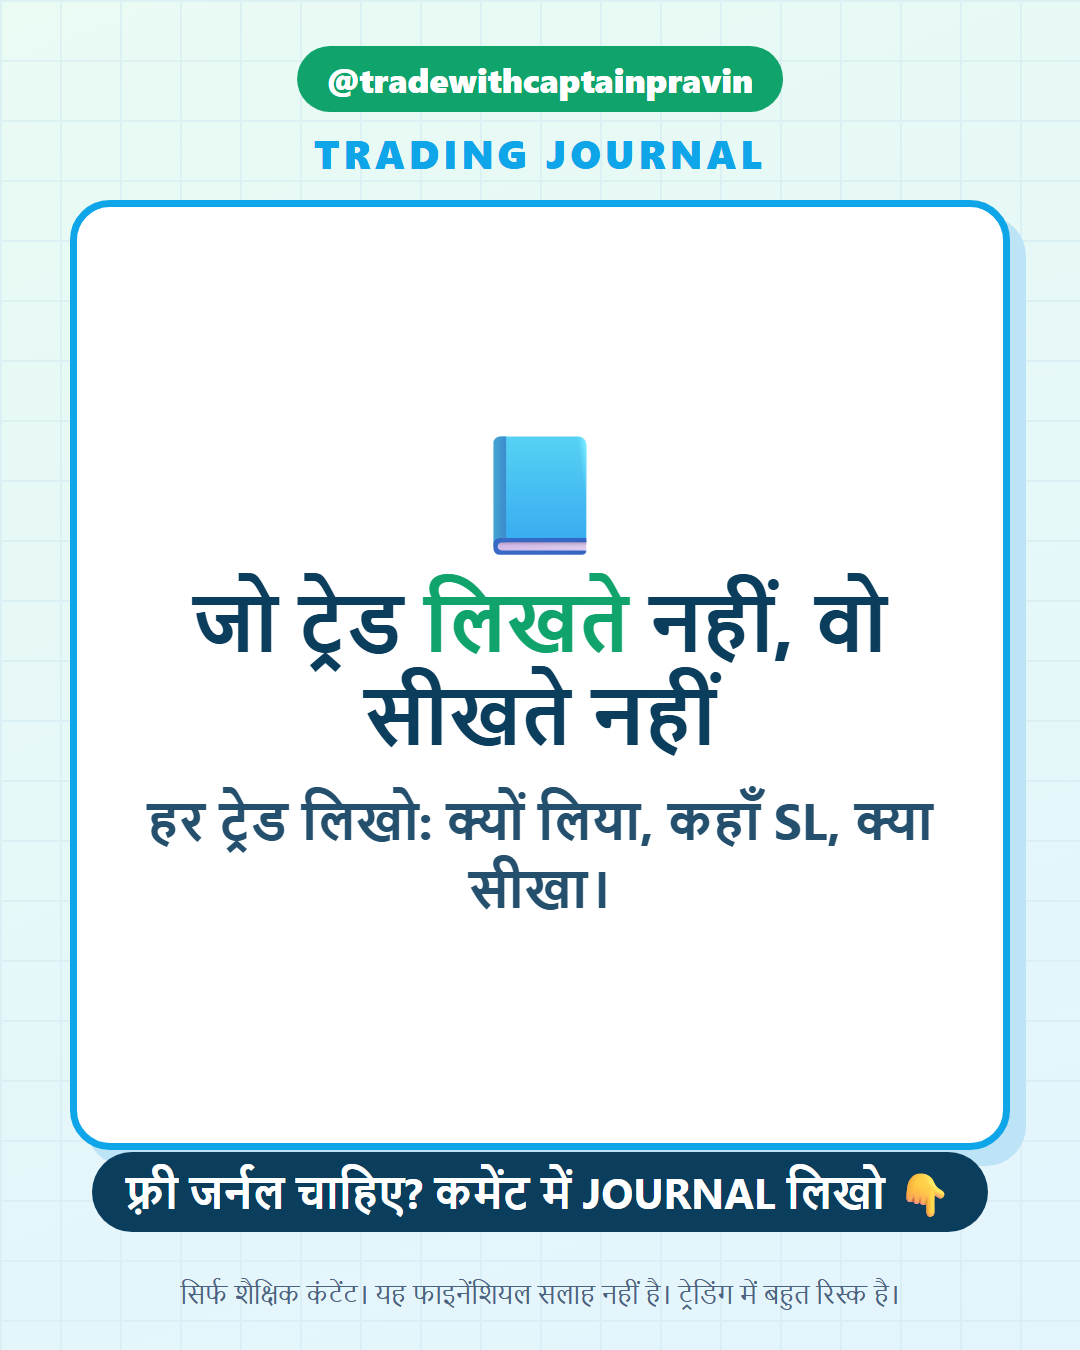 @tradewithcaptainpravin
TRADING JOURNAL
जो ट्रेड लिखते नहीं, वो
सीखते नहीं
हर ट्रेड लिखो: क्यों लिया, कहाँ SL, क्या
सीखा।
फ़्री जर्नल चाहिए? कमेंट में JOURNAL लिखो 👇
सिर्फ शैक्षिक कंटेंट। यह फाइनेंशियल सलाह नहीं है। ट्रेडिंग में बहुत रिस्क है।